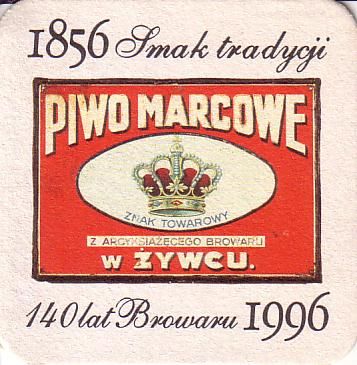 1856 Smak tradycji
PIWO MARCOWE
ZNAK TOWAROWY
Z ARCYKSIĄŻĘCEGO BROWARU
W ŻYWCU.
140 lat Browaru 1996